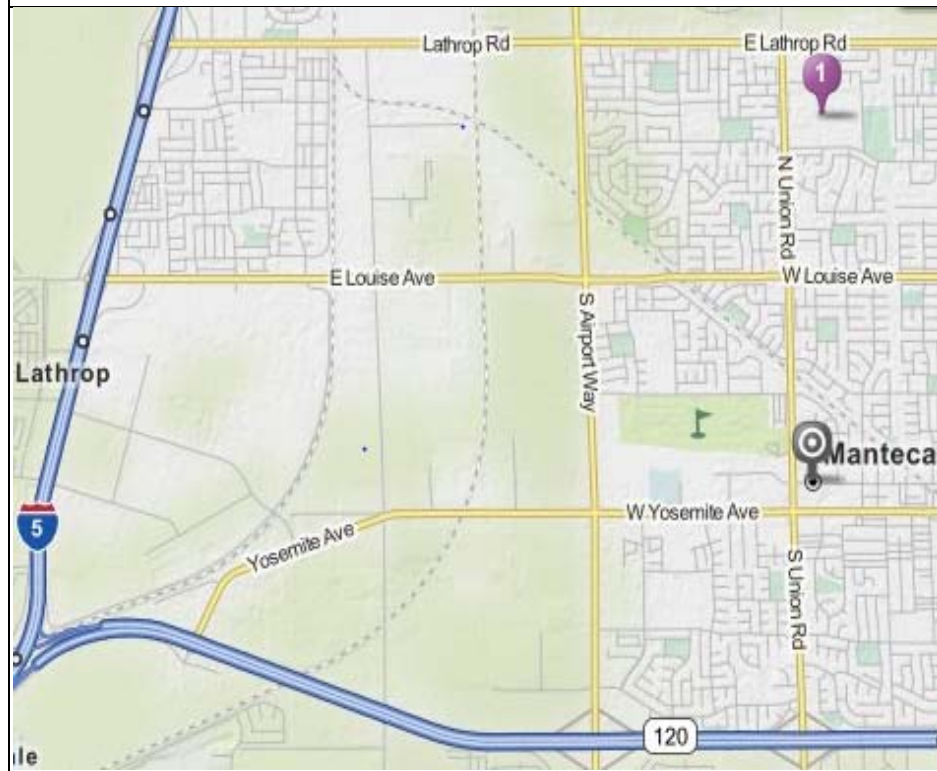 Lathrop Rd
E Lathrop Rd
1
N Union Rd
E Louise Ave
W Louise Ave
S Airport Way
Lathrop
Manteca
5
W Yosemite Ave
Yosemite Ave
S Union Rd
120
ale